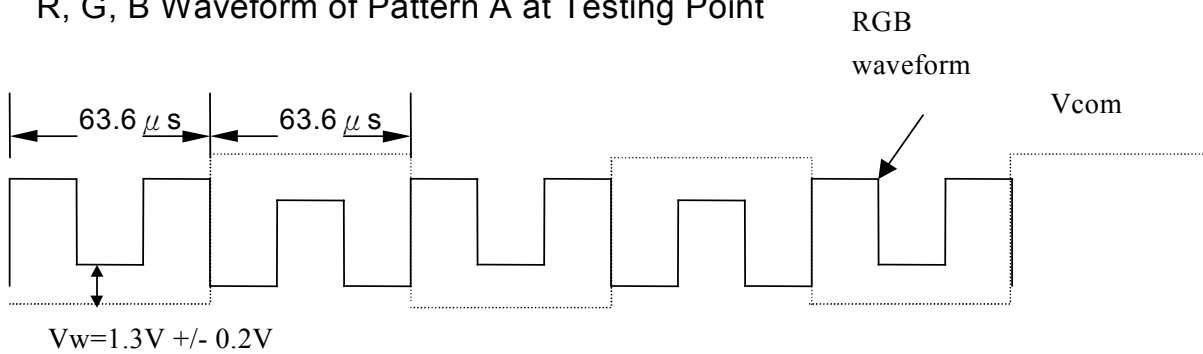 R, G, B Waveform of Pattern A at Testing Point
RGB
waveform
Vcom
63.6 μ s
63.6 μ s
Vw=1.3V +/- 0.2V